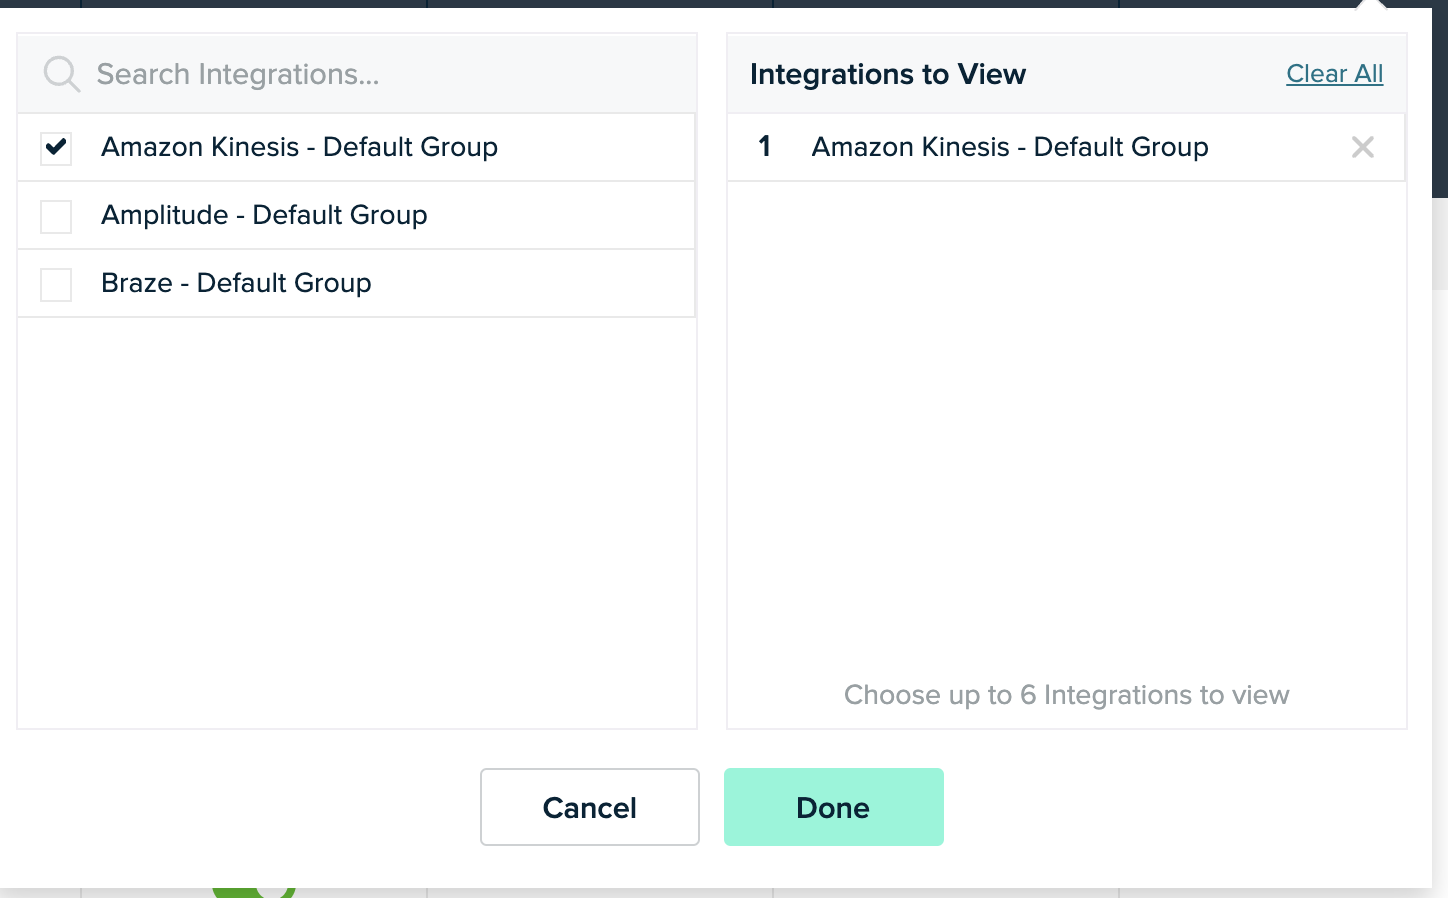 Search Integrations...
Amazon Kinesis - Default Group
Amplitude - Default Group
Braze - Default Group
Integrations to View
Clear All
1 Amazon Kinesis - Default Group
Choose up to 6 Integrations to view
Cancel
Done